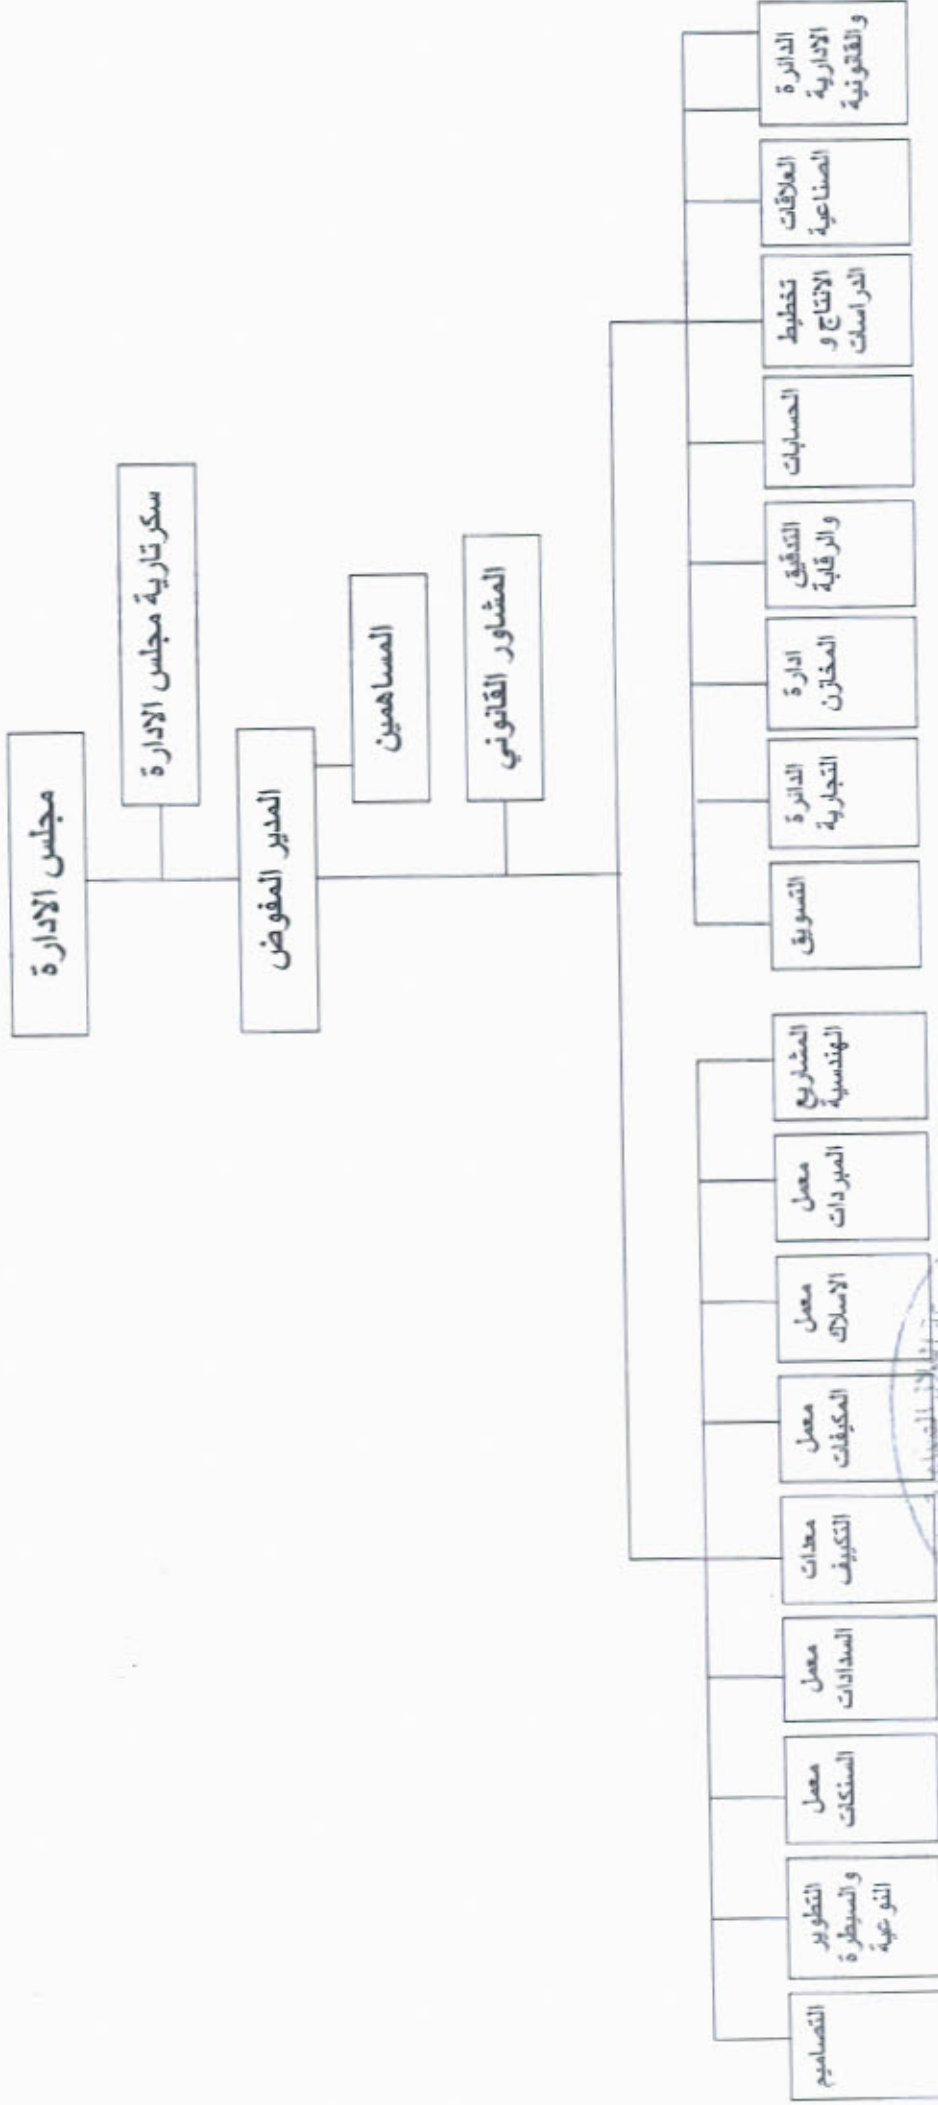 مجلس الادارة
سكرتارية مجلس الادارة
المدير المفوض
المساهمين
المشاور القانوني
الدائرة
الادارية
والقانونية
العلاقات
الصناعية
تخطيط
الانتاج و
الدراسات
الحسابات
التدقيق
والرقابة
ادارة
المخازن
الدائرة
التجارية
التسويق
المشاريع
الهندسية
معمل
المبردات
معمل
الاسلاك
معمل
المكيفات
معدات
التكييف
معمل
السدادات
معمل
السنكات
التطوير
والسيطرة
النوعية
التصاميم